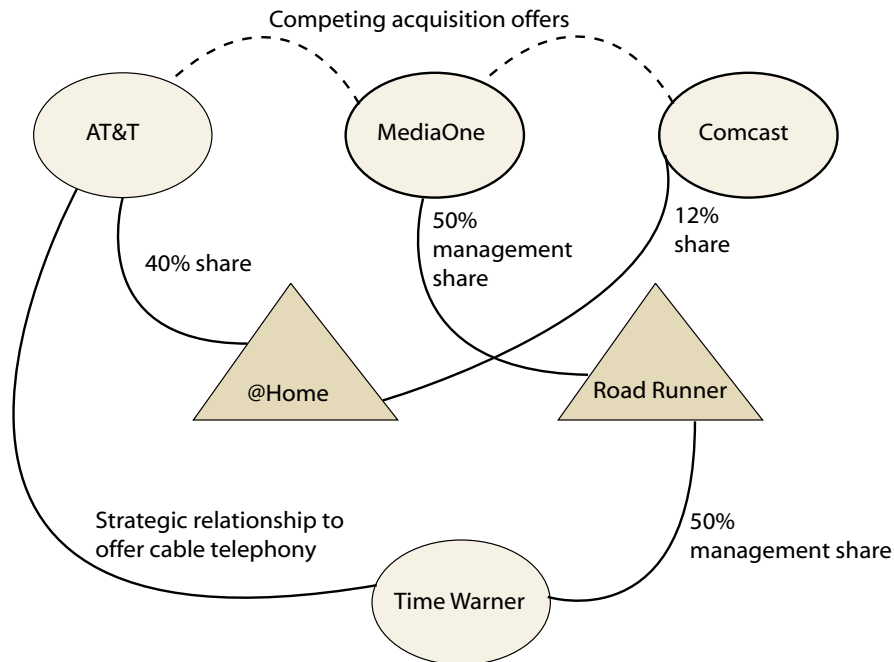 Competing acquisition offers
AT&T
MediaOne
Comcast
40% share
50%
management
share
12%
share
@Home
Road Runner
Strategic relationship to
offer cable telephony
50%
management share
Time Warner